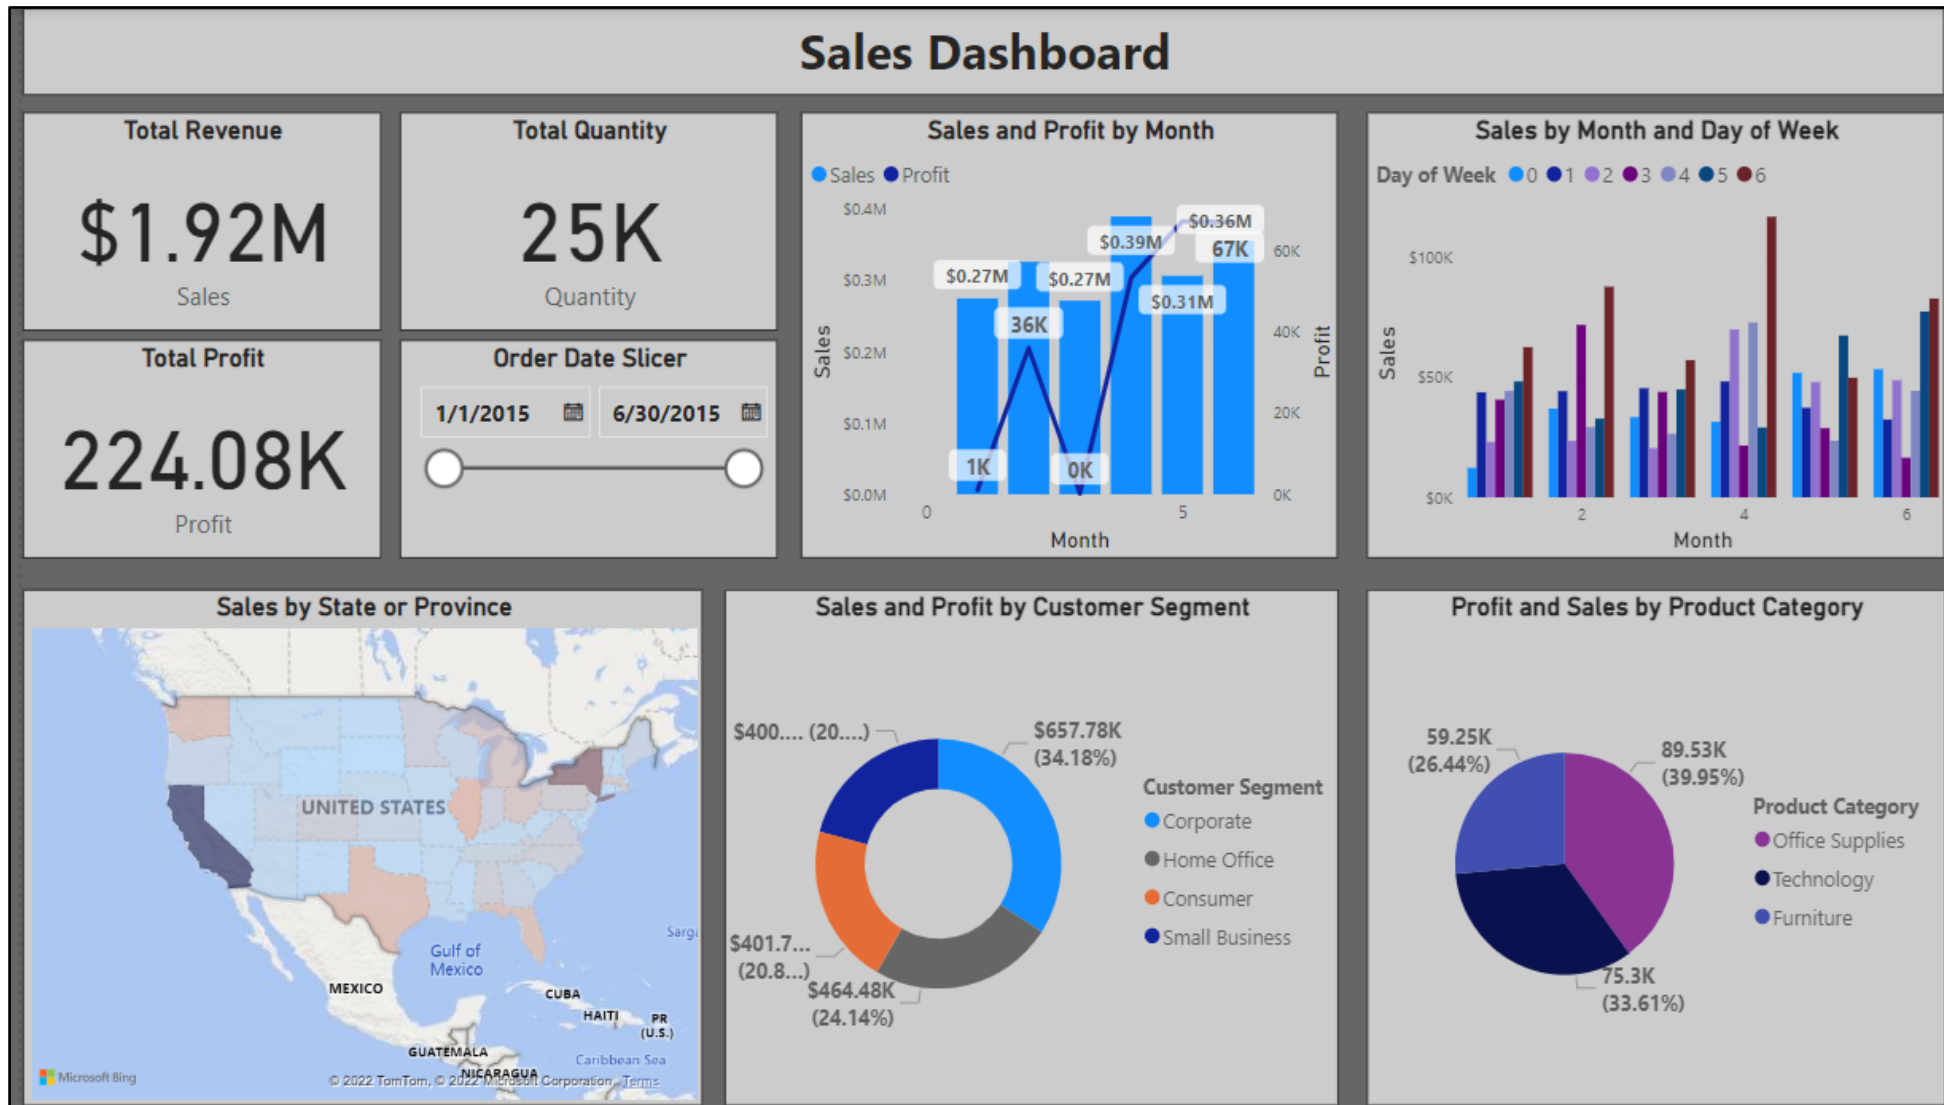 Sales Dashboard
Total Revenue
$1.92M
Sales
Total Quantity
25K
Quantity
Total Profit
224.08K
Profit
Order Date Slicer
1/1/2015
6/30/2015
Sales and Profit by Month
Sales Profit
$0.4M
$0.3M
$0.2M
$0.1M
$0.0M
Sales
$0.27M
$0.27M
$0.39M
$0.31M
$0.36M
67K
36K
1K
0K
60K
40K
20K
0K
Profit
0
5
Month
Sales by Month and Day of Week
Day of Week 0 1 2 3 4 5 6
$100K
$50K
$0K
Sales
2
4
6
Month
Sales by State or Province
UNITED STATES
Gulf of
Mexico
Sarga
MEXICO
CUBA
HAITI
PR
(U.S.)
GUATEMALA
Caribbean Sea
NICARAGUA
Microsoft Bing
© 2022 TomTom, © 2022 Microsoft Corporation, Terms
Sales and Profit by Customer Segment
$400.... (20....)
$657.78K
(34.18%)
$401.7...
(20.8...)
$464.48K
(24.14%)
Customer Segment
Corporate
Home Office
Consumer
Small Business
Profit and Sales by Product Category
59.25K
(26.44%)
89.53K
(39.95%)
75.3K
(33.61%)
Product Category
Office Supplies
Technology
Furniture